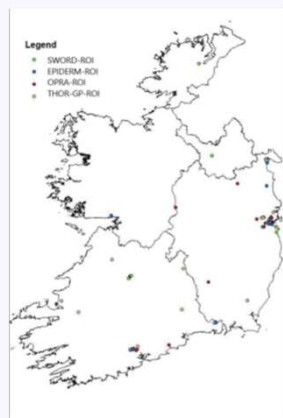 Legend
SWORD-ROI
EPIDERM-ROI
OPRA-ROI
THOR-GP-ROI